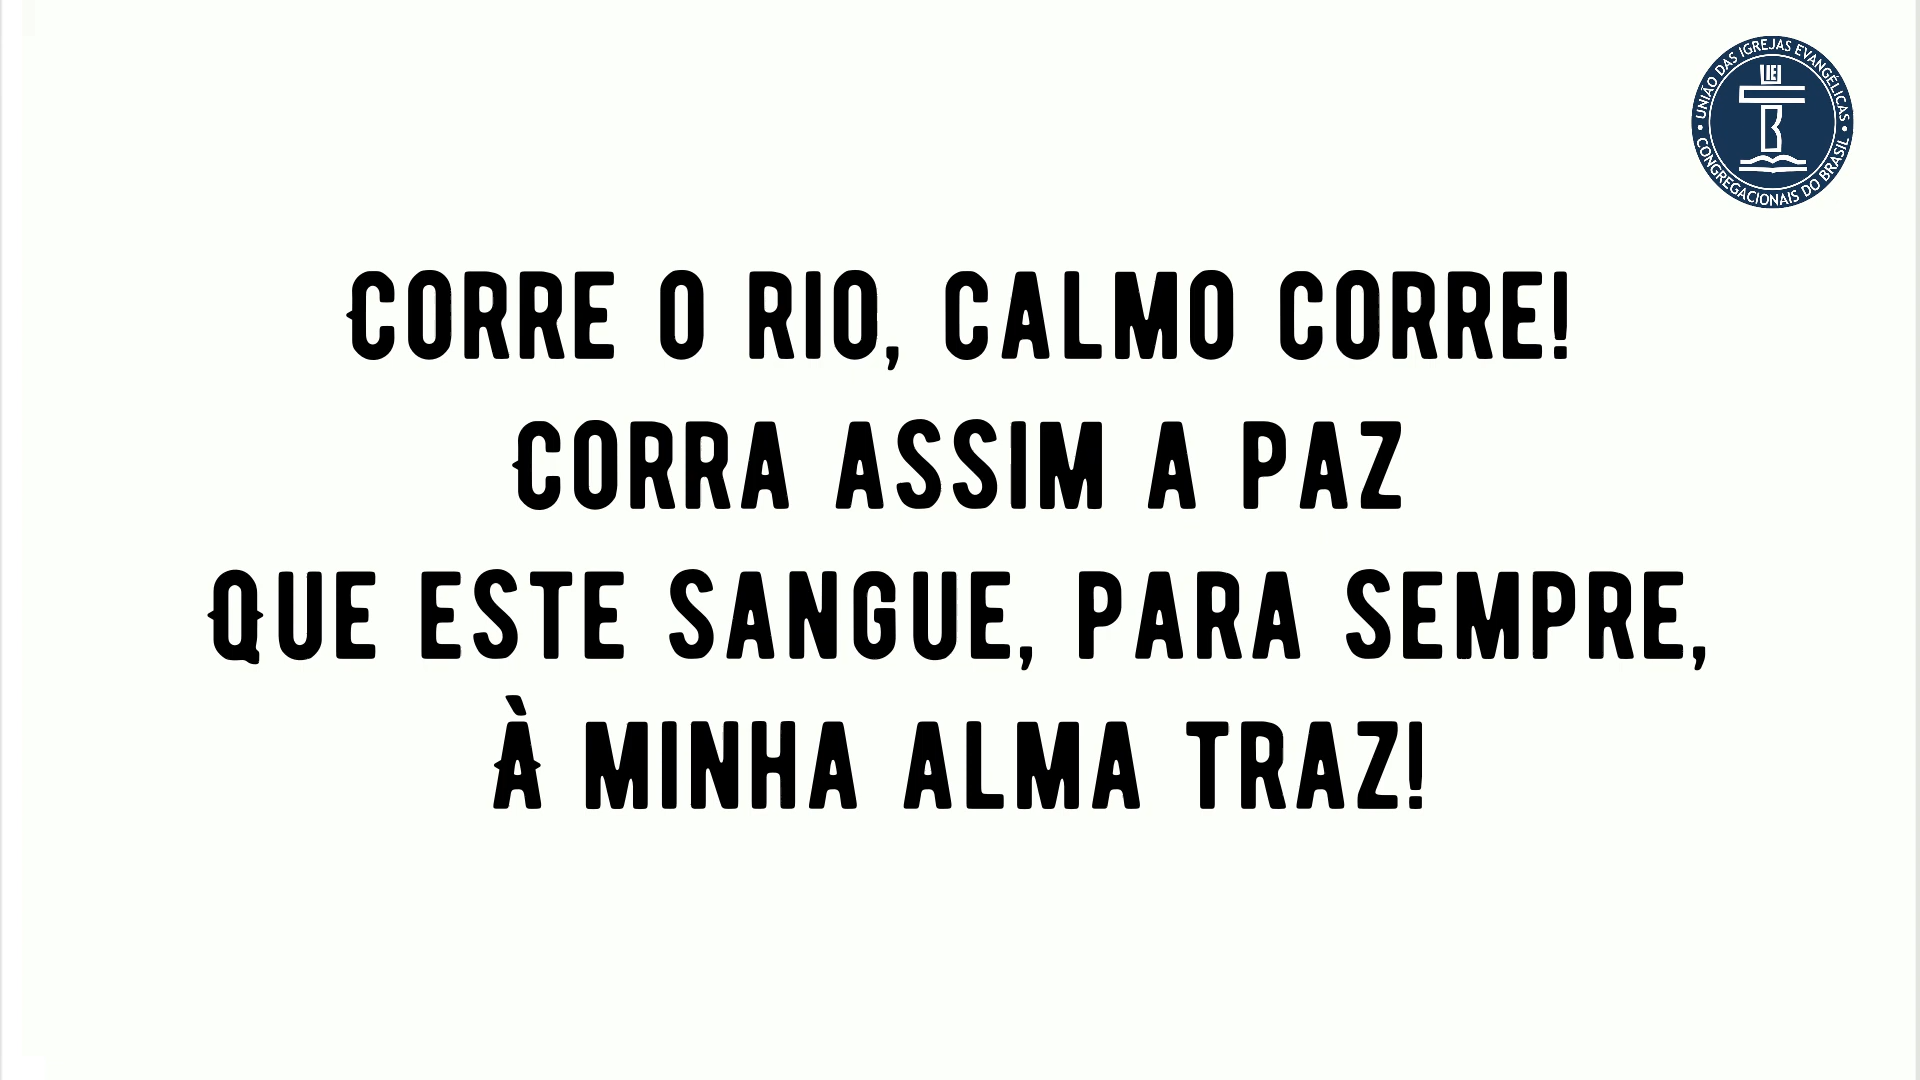 UNIÃO DAS IGREJAS EVANGÉLICAS
CONGREGACIONAIS DO BRASIL
CORRE O RIO, CALMO CORRE!
CORRA ASSIM A PAZ
QUE ESTE SANGUE, PARA SEMPRE,
À MINHA ALMA TRAZ!